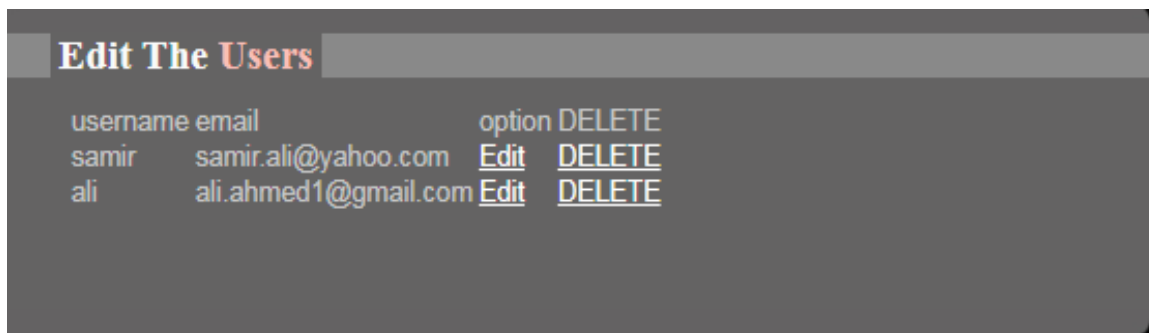 Edit The Users
username email option DELETE
samir samir.ali@yahoo.com Edit DELETE
ali ali.ahmed1@gmail.com Edit DELETE